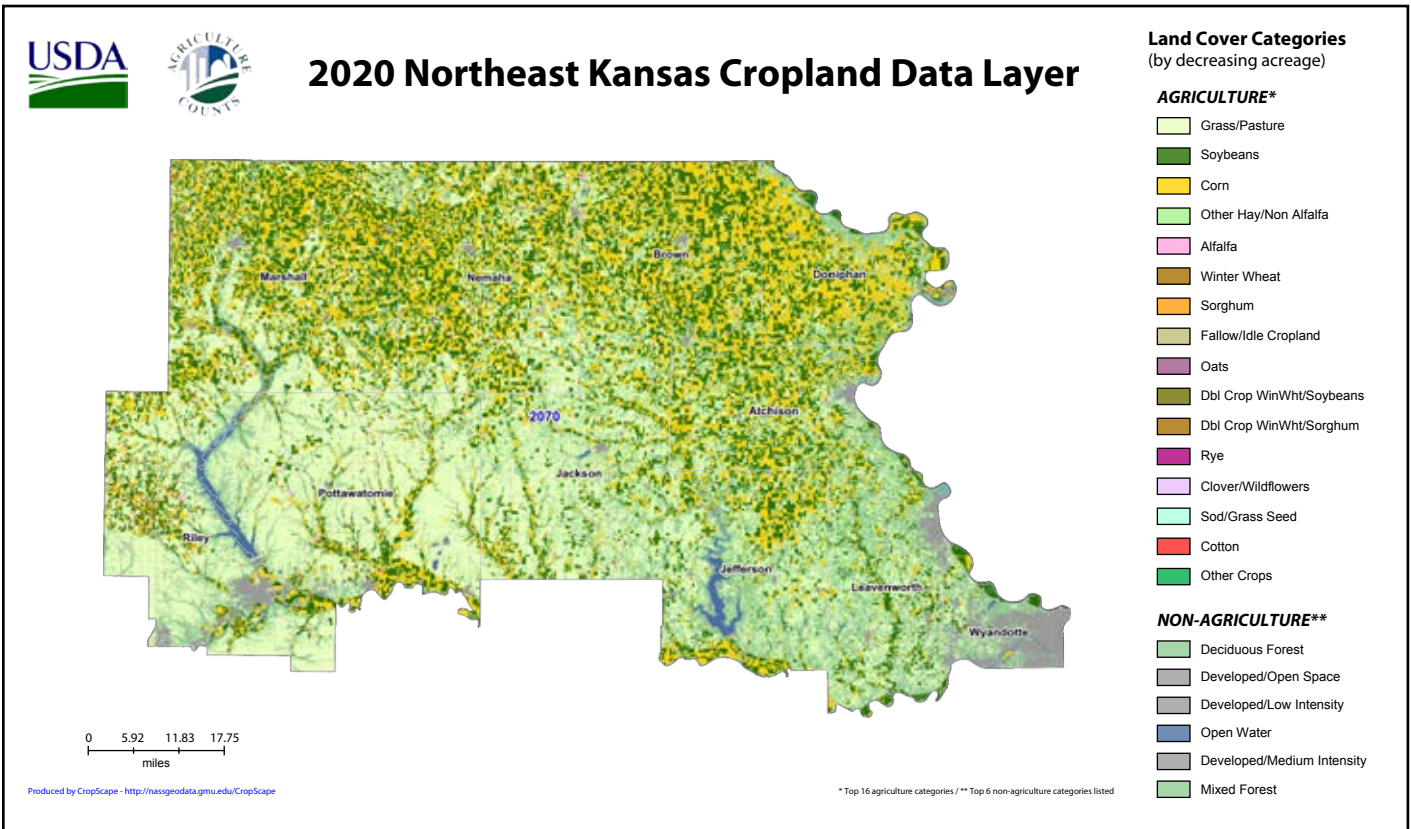 USDA
AGRICULTURE
COUNTS
2020 Northeast Kansas Cropland Data Layer
Land Cover Categories
(by decreasing acreage)
AGRICULTURE*
Grass/Pasture
Soybeans
Corn
Other Hay/Non Alfalfa
Alfalfa
Winter Wheat
Sorghum
Fallow/Idle Cropland
Oats
Dbl Crop WinWht/Soybeans
Dbl Crop WinWht/Sorghum
Rye
Clover/Wildflowers
Sod/Grass Seed
Cotton
Other Crops
NON-AGRICULTURE**
Deciduous Forest
Developed/Open Space
Developed/Low Intensity
Open Water
Developed/Medium Intensity
Mixed Forest
Marshall
Nemaha
Brown
Doniphan
2070
Atchison
Jackson
Pottawatomie
Riley
Jefferson
Leavenworth
Wyandotte
0 5.92 11.83 17.75
miles
Produced by CropScape - http://nassgeodata.gmu.edu/CropScape
* Top 16 agriculture categories / ** Top 6 non-agriculture categories listed